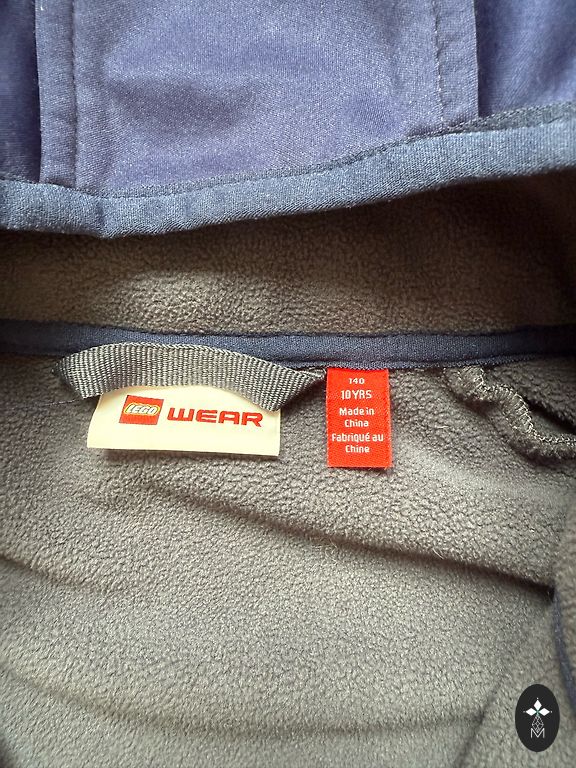 LEGO WEAR
140
10YRS
Made in
China
Fabriqué au
Chine
M